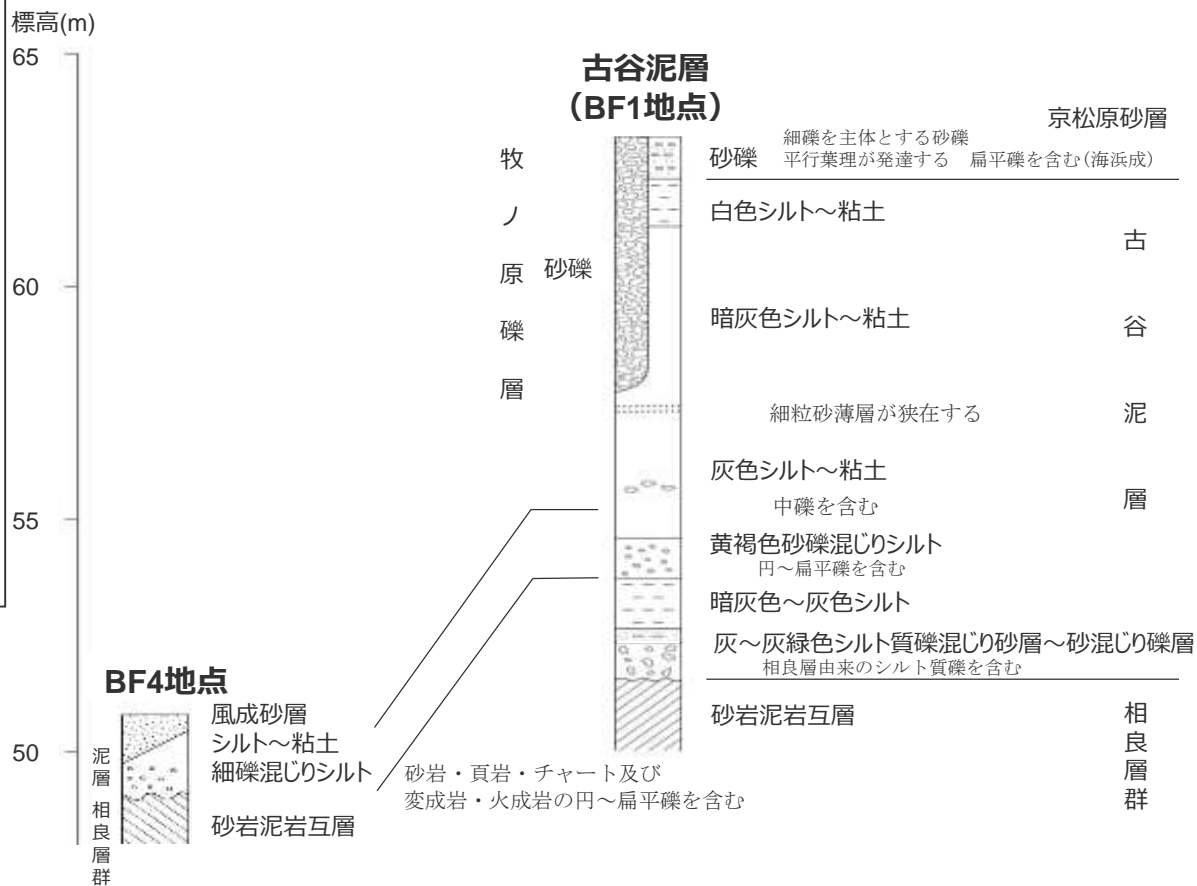 標高(m)
65
60
55
50
古谷泥層
（BF1地点）
京松原砂層
牧ノ原礫層
砂礫
砂礫
細礫を主体とする砂礫
平行葉理が発達する　扁平礫を含む(海浜成)
白色シルト～粘土
暗灰色シルト～粘土
細粒砂薄層が狭在する
灰色シルト～粘土
中礫を含む
黄褐色砂礫混じりシルト
円～扁平礫を含む
暗灰色～灰色シルト
灰～灰緑色シルト質礫混じり砂層～砂混じり礫層
相良層由来のシルト質礫を含む
砂岩泥岩互層
古谷泥層
相良層群
BF4地点
風成砂層
シルト～粘土
細礫混じりシルト
砂岩泥岩互層
泥層
相良層群
砂岩・頁岩・チャート及び
変成岩・火成岩の円～扁平礫を含む